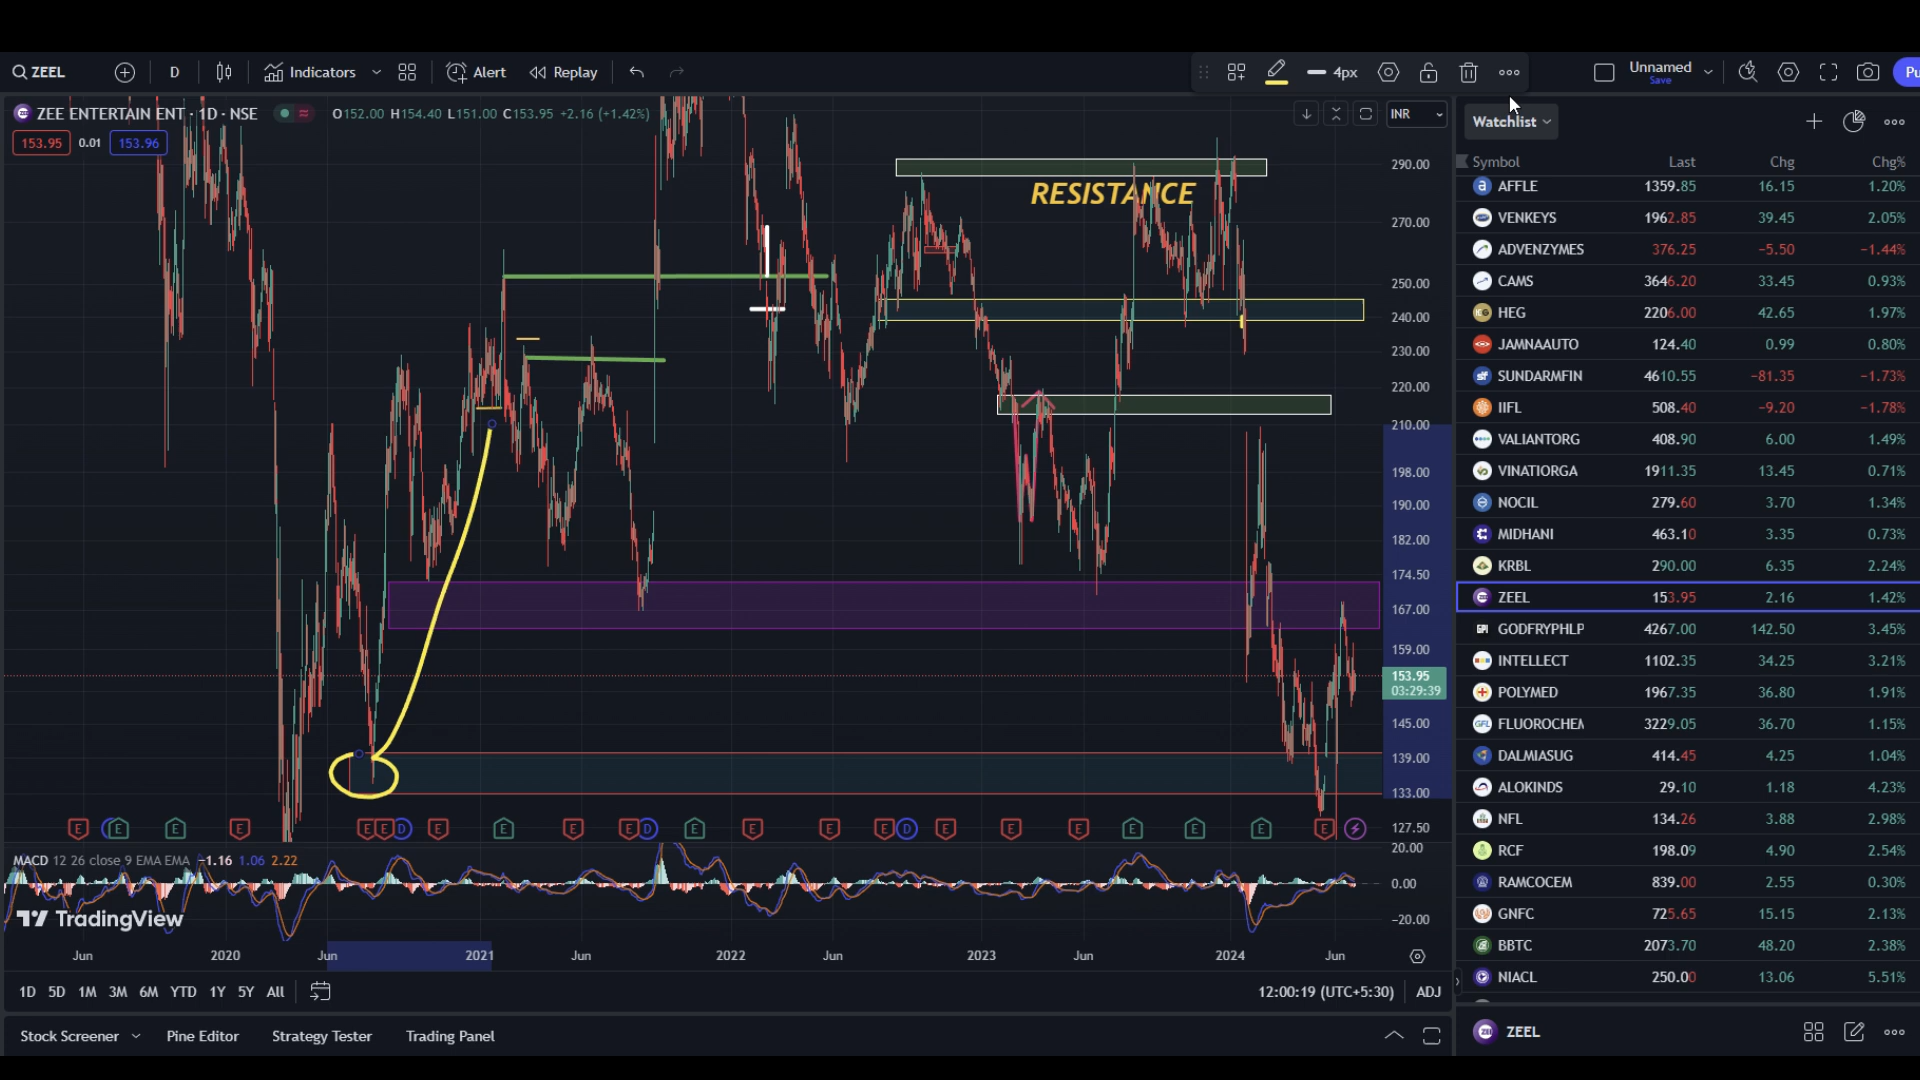 ZEEL D Indicators Alert Replay 4px Unnamed Save Pu
ZEE ENTERTAIN ENT · 1D · NSE O152.00 H154.40 L151.00 C153.95 +2.16 (+1.42%) INR
153.95 0.01 153.96
RESISTANCE
290.00
270.00
250.00
240.00
230.00
220.00
210.00
198.00
190.00
182.00
174.50
167.00
159.00
153.95
03:29:39
145.00
139.00
133.00
127.50
E E E E E E D E E E E D E E E D E E E E E E E
MACD 12 26 close 9 EMA EMA −1.16 1.06 2.22
20.00
0.00
−20.00
TradingView
Jun 2020 Jun 2021 Jun 2022 Jun 2023 Jun 2024 Jun
1D 5D 1M 3M 6M YTD 1Y 5Y All 12:00:19 (UTC+5:30) ADJ
Stock Screener Pine Editor Strategy Tester Trading Panel
Watchlist
Symbol Last Chg Chg%
AFFLE 1359.85 16.15 1.20%
VENKEYS 1962.85 39.45 2.05%
ADVENZYMES 376.25 −5.50 −1.44%
CAMS 3646.20 33.45 0.93%
HEG 2206.00 42.65 1.97%
JAMNAAUTO 124.40 0.99 0.80%
SUNDARMFIN 4610.55 −81.35 −1.73%
IIFL 508.40 −9.20 −1.78%
VALIANTORG 408.90 6.00 1.49%
VINATIORGA 1911.35 13.45 0.71%
NOCIL 279.60 3.70 1.34%
MIDHANI 463.10 3.35 0.73%
KRBL 290.00 6.35 2.24%
ZEEL 153.95 2.16 1.42%
GODFRYPHLP 4267.00 142.50 3.45%
INTELLECT 1102.35 34.25 3.21%
POLYMED 1967.35 36.80 1.91%
FLUOROCHEM 3229.05 36.70 1.15%
DALMIASUG 414.45 4.25 1.04%
ALOKINDS 29.10 1.18 4.23%
NFL 134.26 3.88 2.98%
RCF 198.09 4.90 2.54%
RAMCOCEM 839.00 2.55 0.30%
GNFC 725.65 15.15 2.13%
BBTC 2073.70 48.20 2.38%
NIACL 250.00 13.06 5.51%
ZEEL